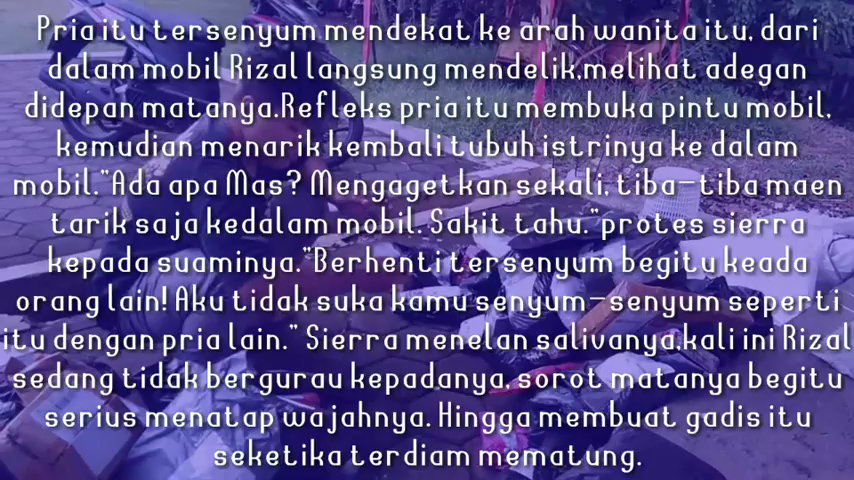 Pria itu tersenyum mendekat ke arah wanita itu, dari
dalam mobil Rizal langsung mendelik,melihat adegan
didepan matanya.Refleks pria itu membuka pintu mobil,
kemudian menarik kembali tubuh istrinya ke dalam
mobil."Ada apa Mas? Mengagetkan sekali, tiba-tiba maen
tarik saja kedalam mobil. Sakit tahu."protes sierra
kepada suaminya."Berhenti tersenyum begitu keada
orang lain! Aku tidak suka kamu senyum-senyum seperti
itu dengan pria lain." Sierra menelan salivanya,kali ini Rizal
sedang tidak bergurau kepadanya, sorot matanya begitu
serius menatap wajahnya. Hingga membuat gadis itu
seketika terdiam mematung.